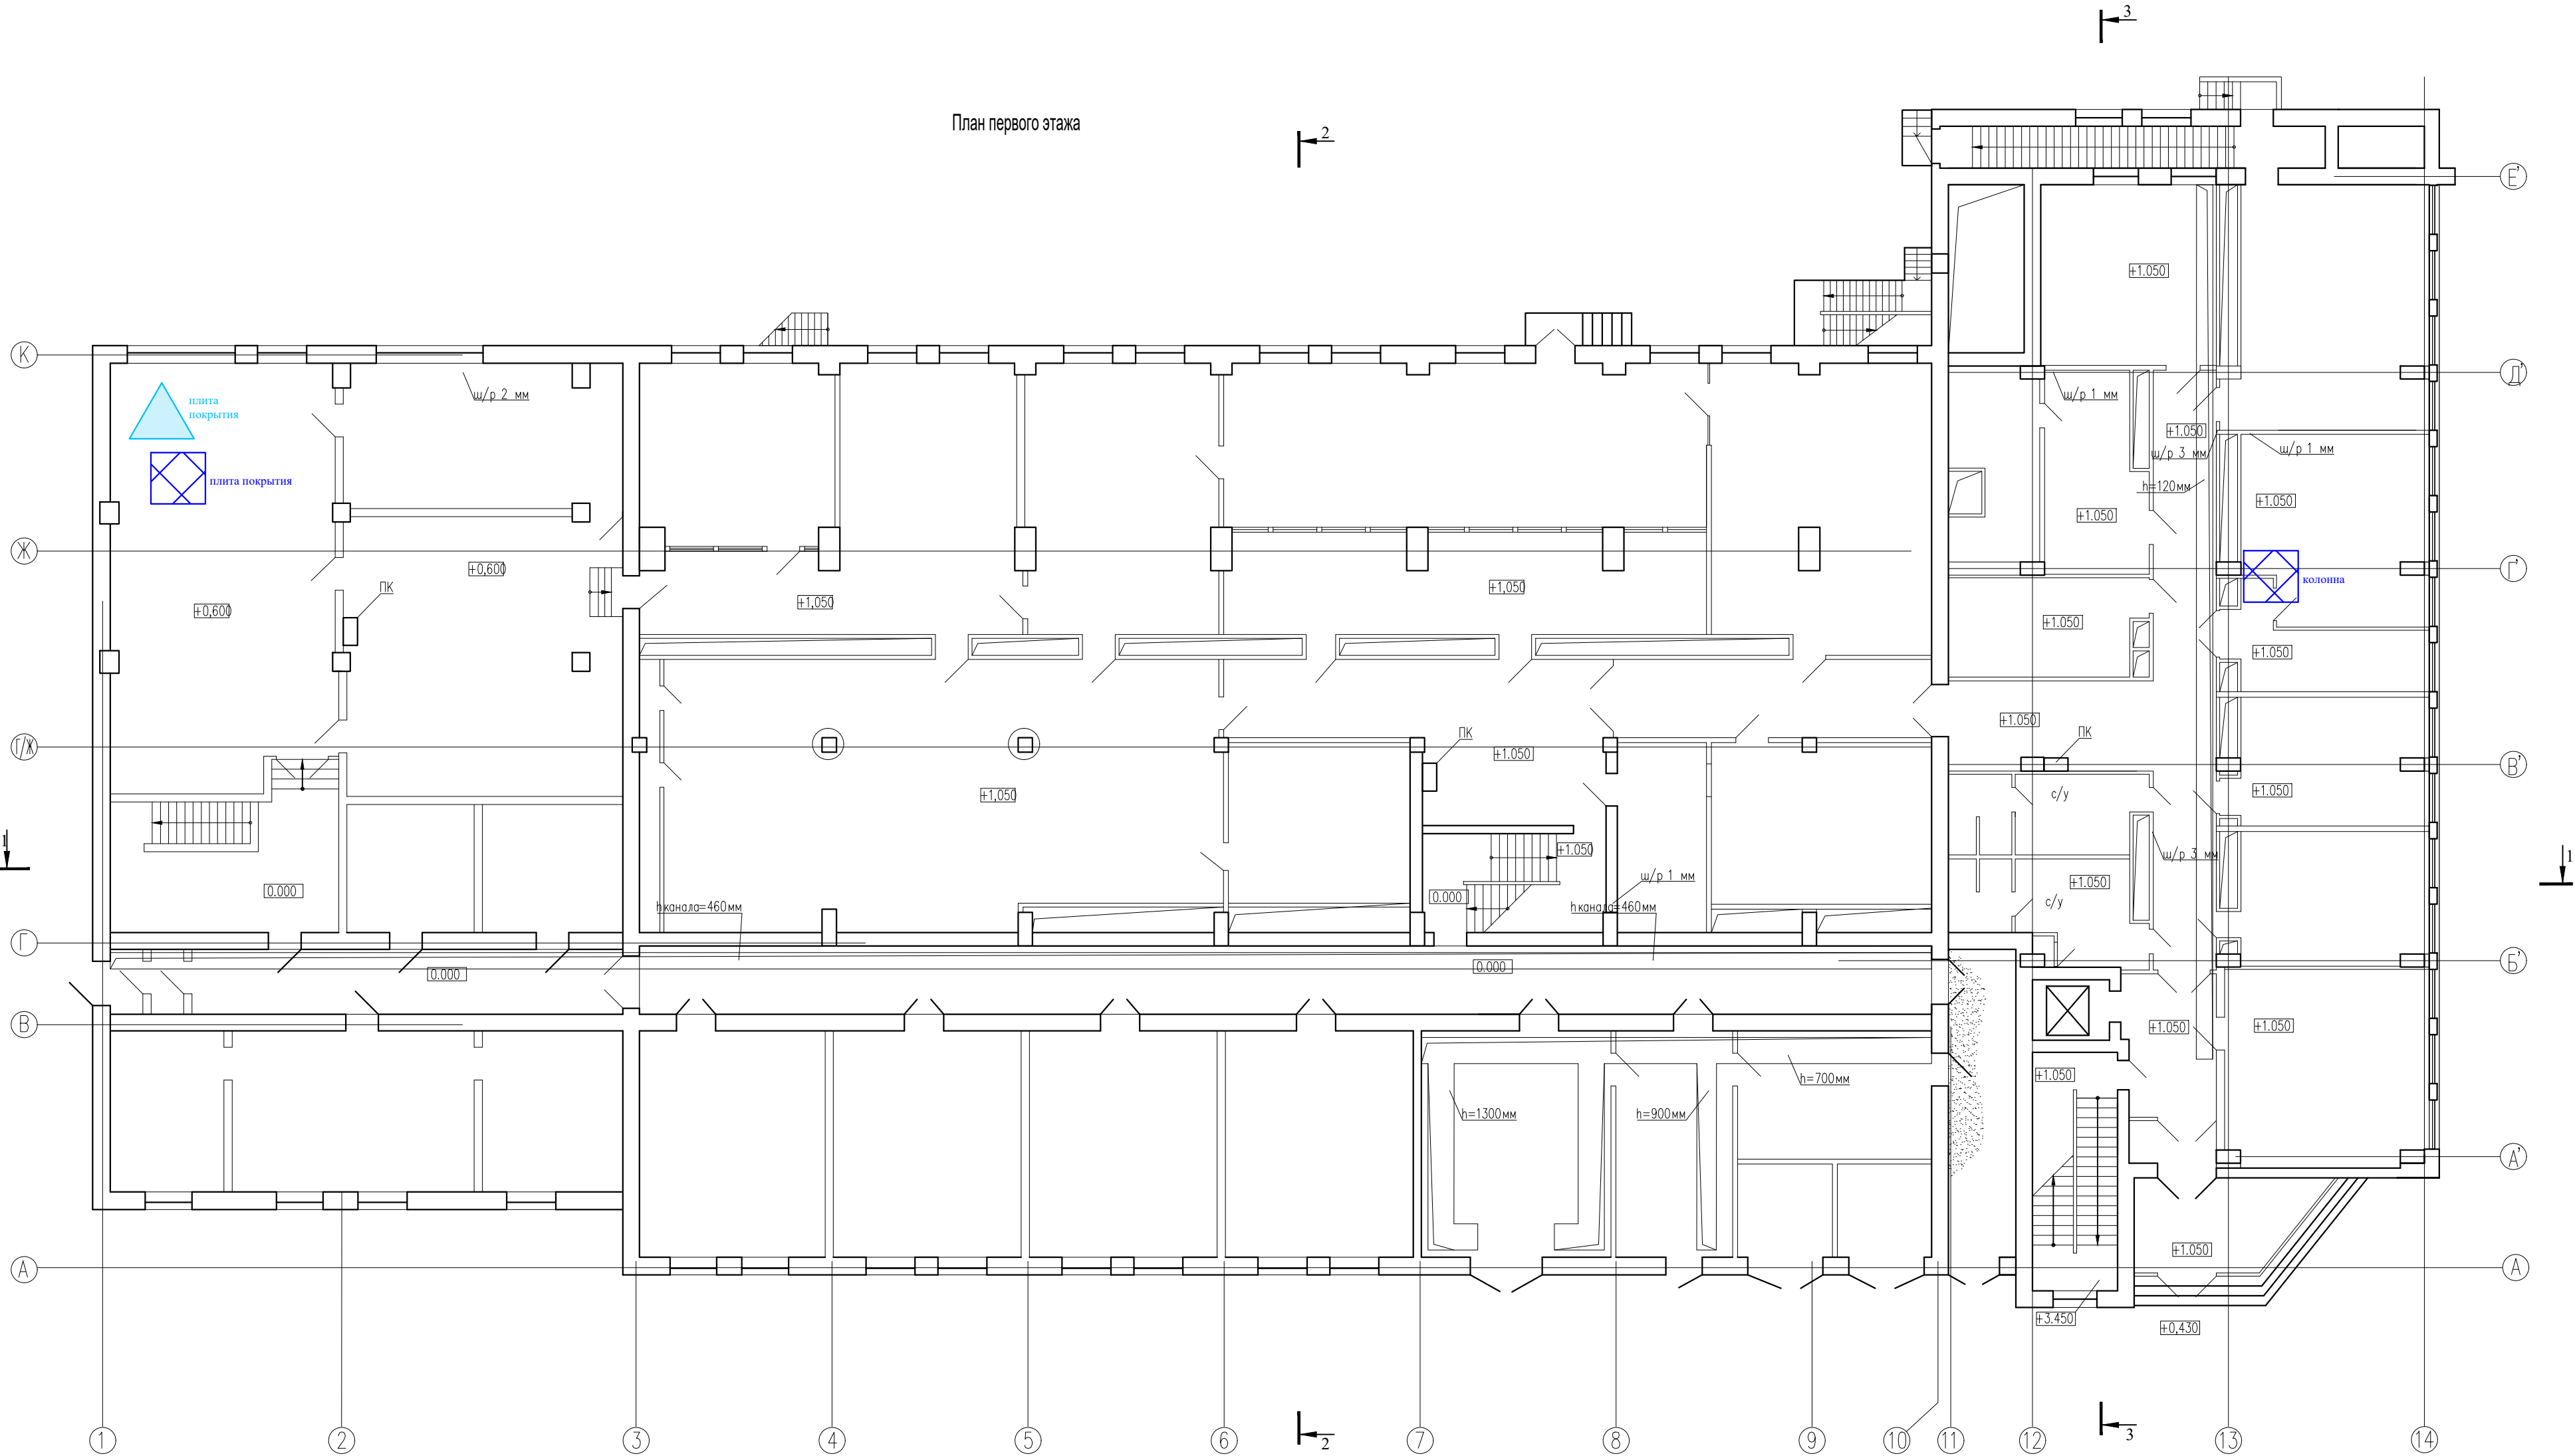 3
План первого этажа
2
Е'
+1.050
К
Д'
ш/р 2 мм
ш/р 1 мм
плита
покрытия
+1.050
ш/р 3 мм
ш/р 1 мм
плита покрытия
h=120мм
+1.050
+1.050
Ж
+0,600
Г'
колонна
ПК
+0,600
+1,050
+1,050
+1.050
+1.050
+1.050
ПК
ПК
Г/Ж
+1.050
В'
+1,050
с/у
+1.050
1
+1.050
ш/р 3 мм
1
ш/р 1 мм
+1.050
0.000
0.000
с/у
hканала=460мм
hканала=460мм
Г
0.000
0.000
Б'
В
+1.050
+1.050
h=700мм
+1.050
h=1300мм
h=900мм
А'
+1.050
А
А
+3.450
+0,430
1
2
3
4
5
6
2
7
8
9
10
11
12
3
13
14